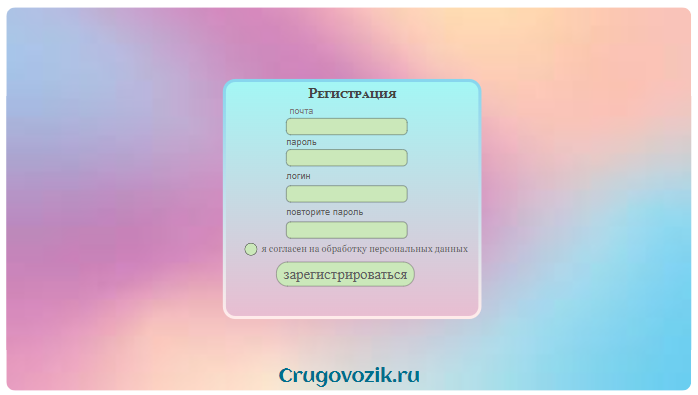 Регистрация
почта
пароль
логин
повторите пароль
я согласен на обработку персональных данных
зарегистрироваться
Crugovozik.ru